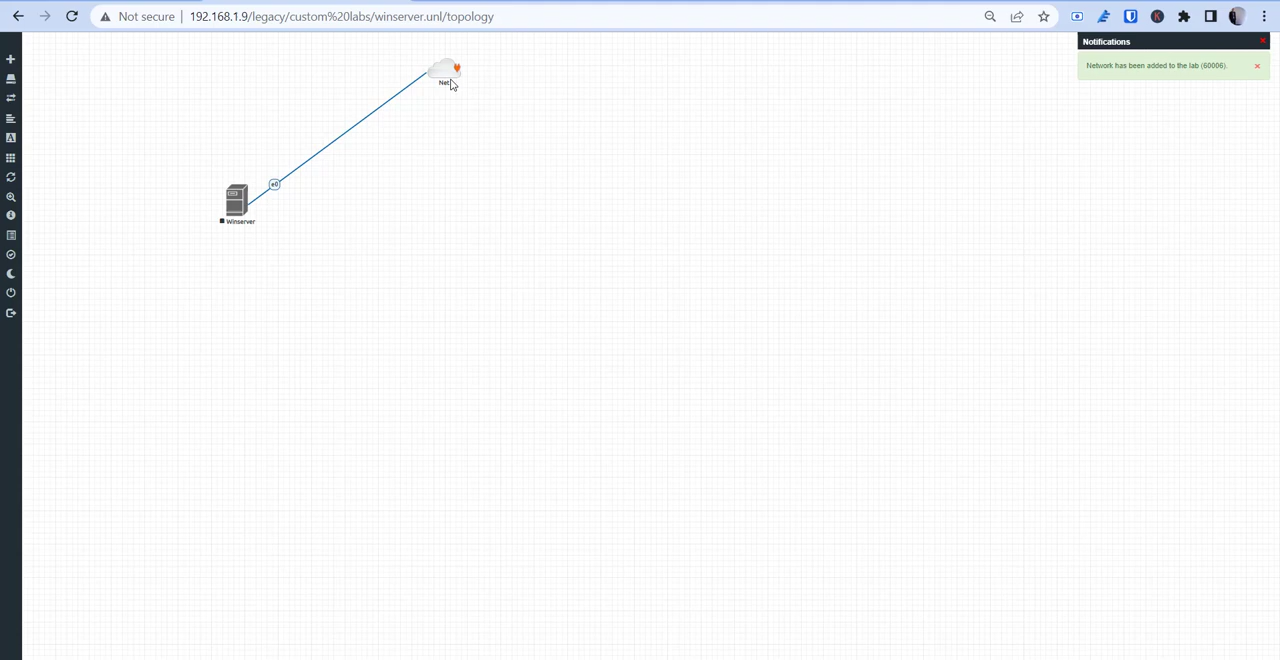 Not secure | 192.168.1.9/legacy/custom%20labs/winserver.unl/topology
Notifications
Network has been added to the lab (60006).
Net
e0
Winserver